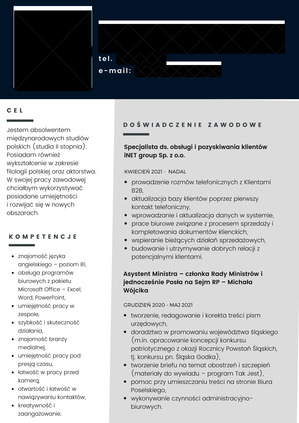 tel.
e-mail:
CEL
Jestem absolwentem
międzynarodowych studiów
polskich (studia II stopnia).
Posiadam również
wykształcenie w zakresie
filologii polskiej oraz aktorstwa.
W swojej pracy zawodowej
chciałbym wykorzystywać
posiadane umiejętności
i rozwijać się w nowych
obszarach.
KOMPETENCJE
znajomość języka
angielskiego – poziom B1,
obsługa programów
biurowych z pakietu
Microsoft Office – Excel,
Word, PowerPoint,
umiejętność pracy w
zespole,
szybkość i skuteczność
działania,
znajomość branży
medialnej,
umiejętność pracy pod
presją czasu,
łatwość w pracy przed
kamerą,
otwartość i łatwość w
nawiązywaniu kontaktów,
kreatywność i
zaangażowanie.
DOŚWIADCZENIE ZAWODOWE
Specjalista ds. obsługi i pozyskiwania klientów
iNET group Sp. z o.o.
KWIECIEŃ 2021 - NADAL
prowadzenie rozmów telefonicznych z Klientami
B2B,
aktualizacja bazy klientów poprzez pierwszy
kontakt telefoniczny,
wprowadzanie i aktualizacja danych w systemie,
prace biurowe związane z procesem sprzedaży i
kompletowania dokumentów klienckich,
wspieranie bieżących działań sprzedażowych,
budowanie i utrzymywanie dobrych relacji z
potencjalnymi klientami.
Asystent Ministra – członka Rady Ministrów i
jednocześnie Posła na Sejm RP – Michała
Wójcika
GRUDZIEŃ 2020 - MAJ 2021
tworzenie, redagowanie i korekta treści pism
urzędowych,
doradztwo w promowaniu województwa śląskiego
(m.in. opracowanie koncepcji konkursu
patriotycznego z okazji Rocznicy Powstań Śląskich,
tj. konkursu pn. Śląska Godka),
tworzenie briefu na temat obostrzeń i szczepień
(materiały do wywiadu – program Tak Jest),
pomoc przy umieszczaniu treści na stronie Biura
Poselskiego,
wykonywanie czynności administracyjno-
biurowych.